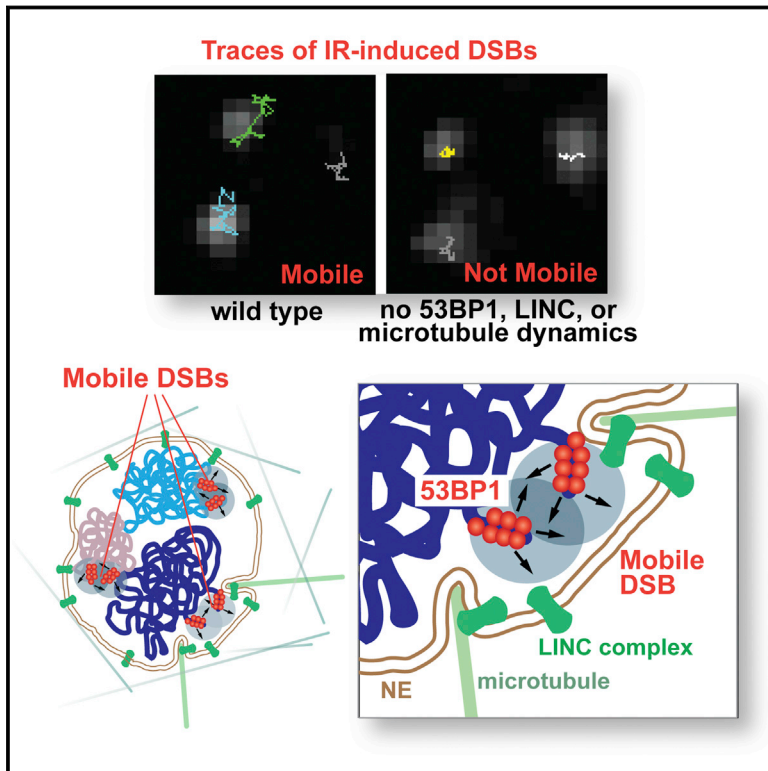 Traces of IR-induced DSBs
Mobile
Not Mobile
wild type
no 53BP1, LINC, or
microtubule dynamics
Mobile DSBs
53BP1
Mobile
DSB
LINC complex
NE
microtubule